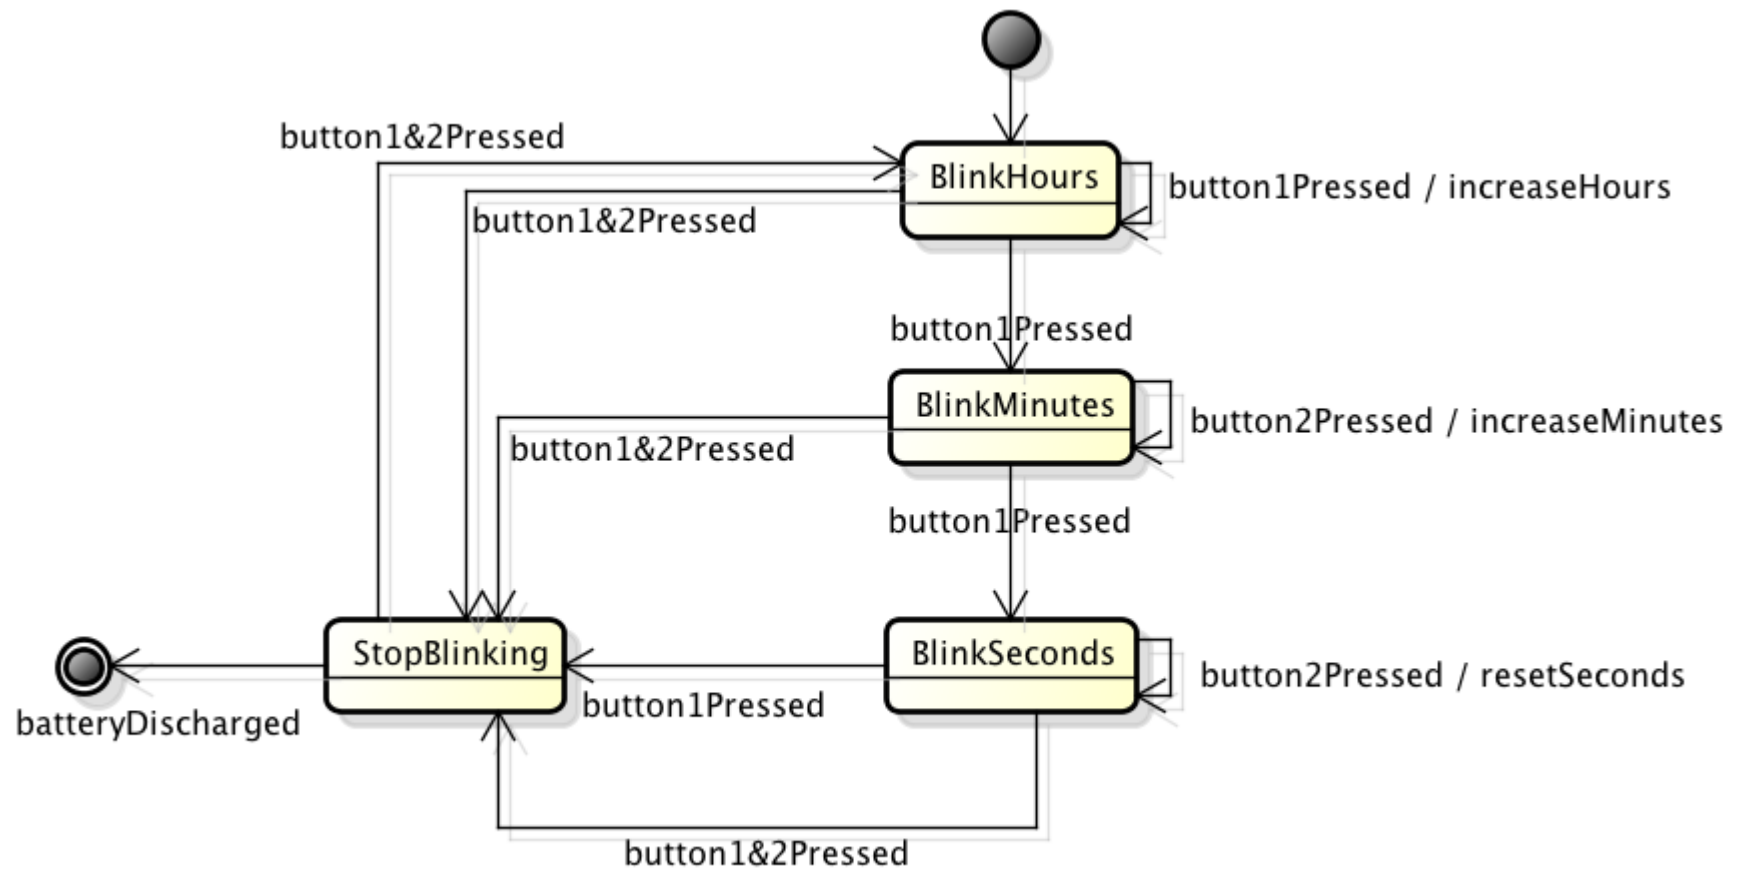 button1&2Pressed
BlinkHours
button1Pressed / increaseHours
button1&2Pressed
button1Pressed
BlinkMinutes
button2Pressed / increaseMinutes
button1&2Pressed
button1Pressed
StopBlinking
BlinkSeconds
button2Pressed / resetSeconds
button1Pressed
batteryDischarged
button1&2Pressed